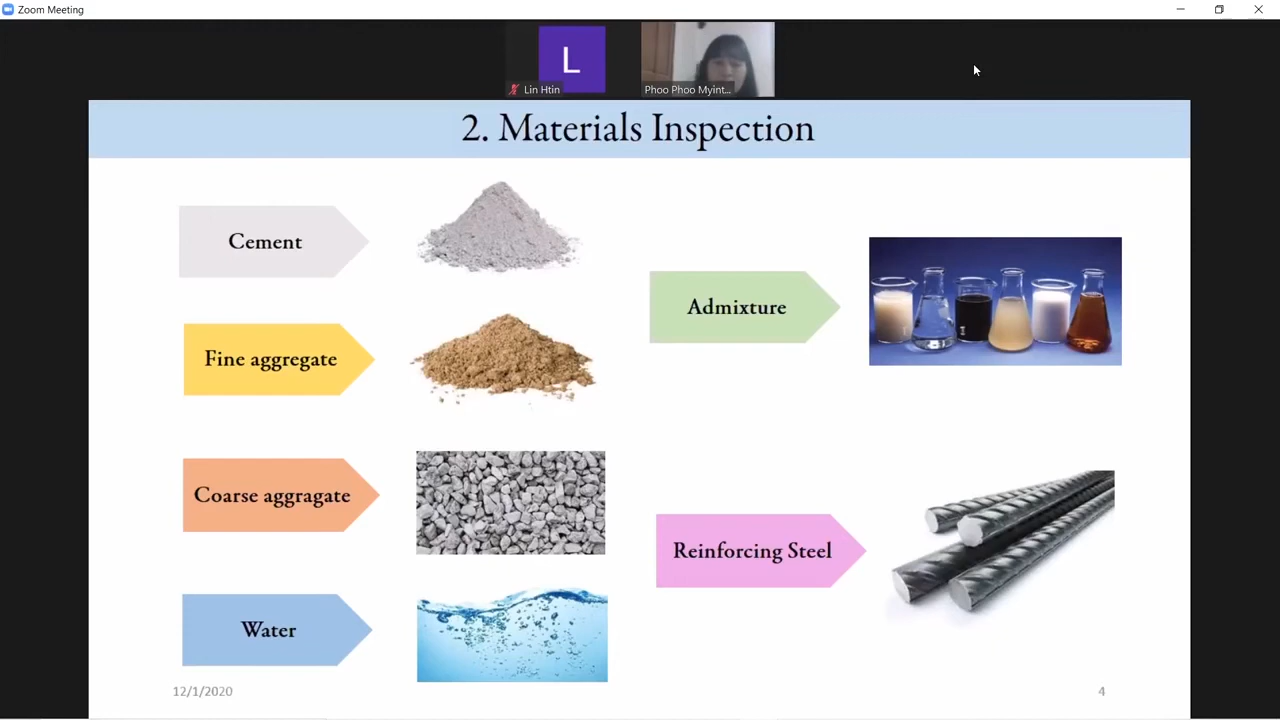 Zoom Meeting
L
Lin Htin
Phoo Phoo Myint...
2. Materials Inspection
Cement
Fine aggregate
Coarse aggragate
Water
Admixture
Reinforcing Steel
12/1/2020
4